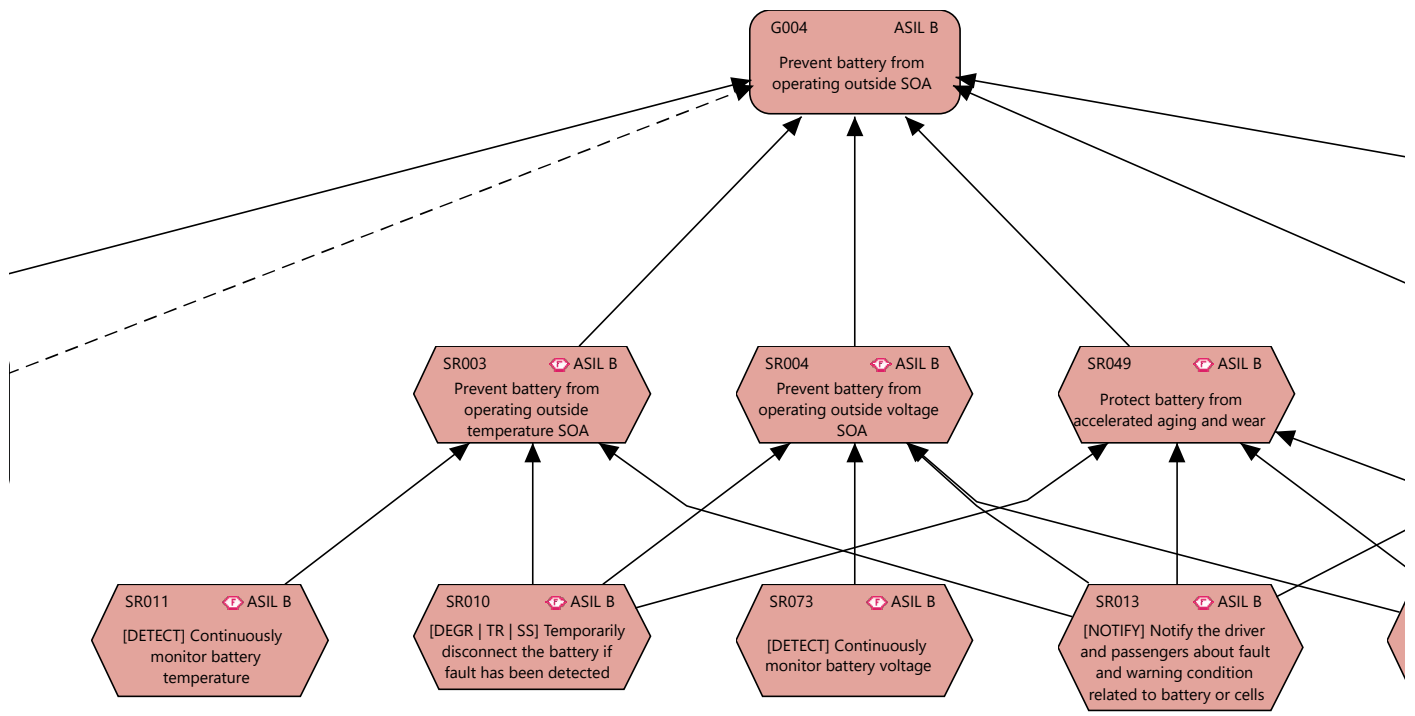 G004 ASIL B
Prevent battery from
operating outside SOA
SR003 F ASIL B
Prevent battery from
operating outside
temperature SOA
SR004 F ASIL B
Prevent battery from
operating outside voltage
SOA
SR049 F ASIL B
Protect battery from
accelerated aging and wear
SR011 F ASIL B
[DETECT] Continuously
monitor battery
temperature
SR010 F ASIL B
[DEGR | TR | SS] Temporarily
disconnect the battery if
fault has been detected
SR073 F ASIL B
[DETECT] Continuously
monitor battery voltage
SR013 F ASIL B
[NOTIFY] Notify the driver
and passengers about fault
and warning condition
related to battery or cells